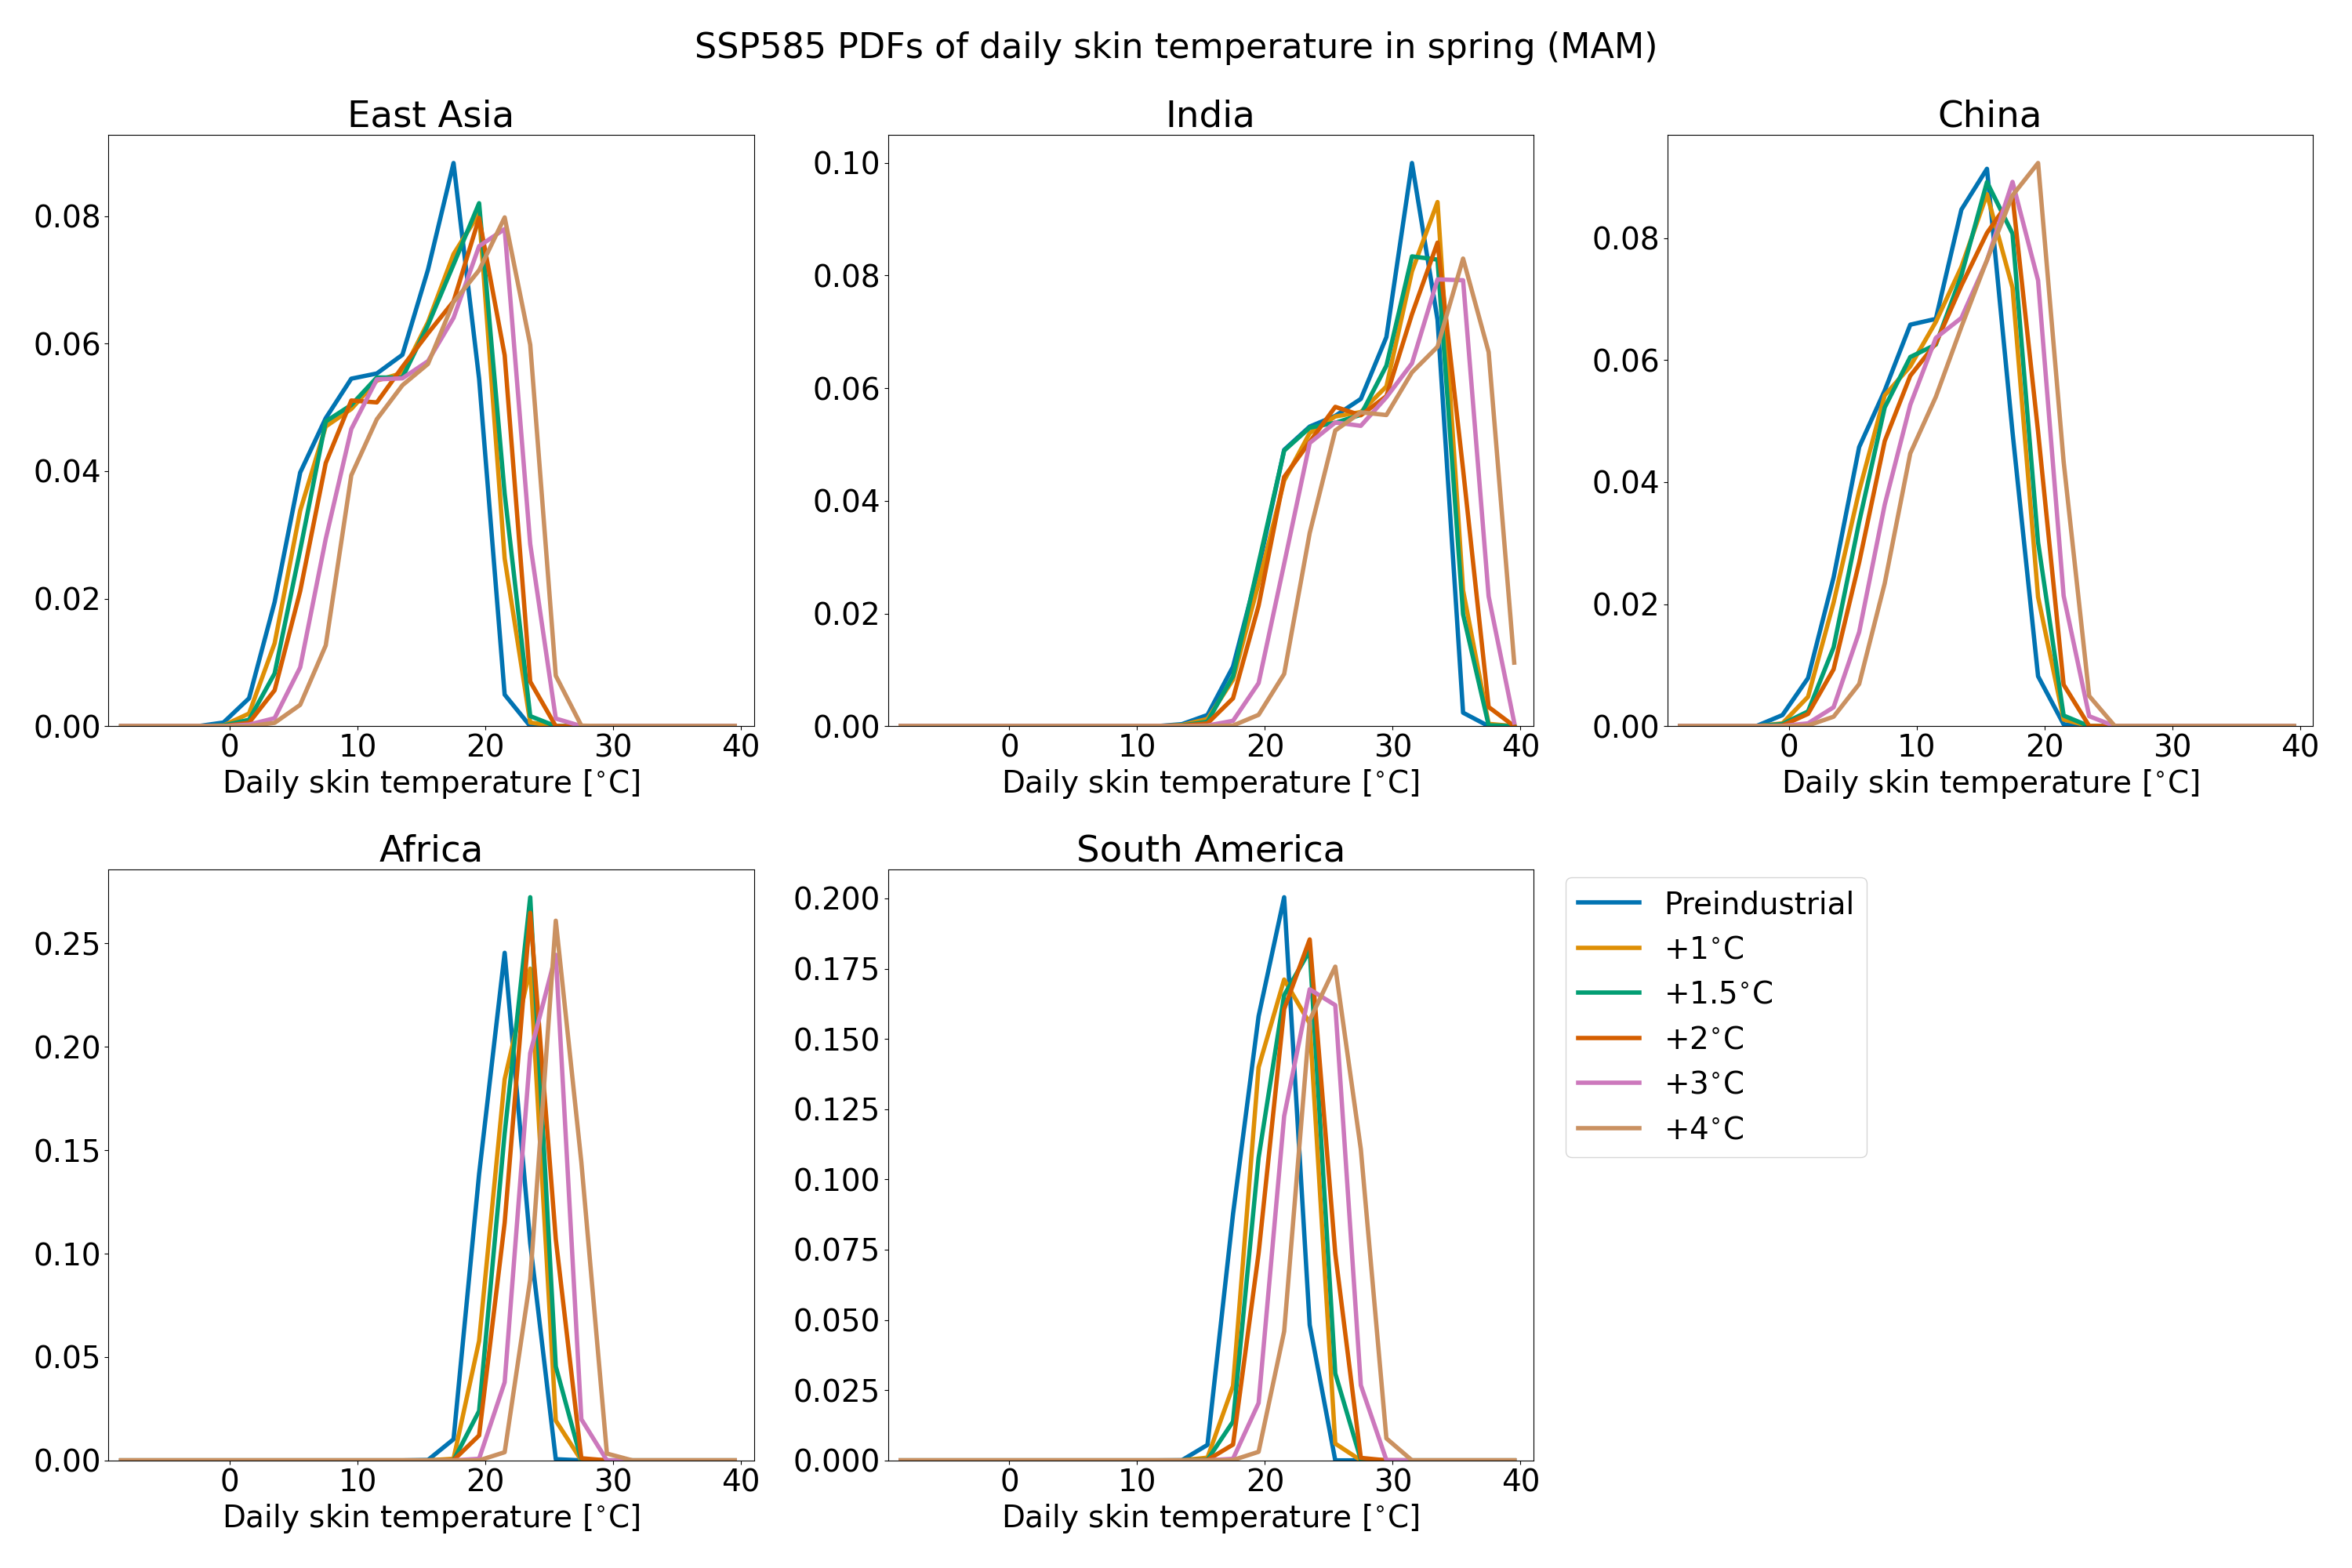 SSP585 PDFs of daily skin temperature in spring (MAM)
East Asia
0.08
0.06
0.04
0.02
0.00
0 10 20 30 40
Daily skin temperature [°C]
India
0.10
0.08
0.06
0.04
0.02
0.00
0 10 20 30 40
Daily skin temperature [°C]
China
0.08
0.06
0.04
0.02
0.00
0 10 20 30 40
Daily skin temperature [°C]
Africa
0.25
0.20
0.15
0.10
0.05
0.00
0 10 20 30 40
Daily skin temperature [°C]
South America
0.200
0.175
0.150
0.125
0.100
0.075
0.050
0.025
0.000
0 10 20 30 40
Daily skin temperature [°C]
Preindustrial
+1°C
+1.5°C
+2°C
+3°C
+4°C